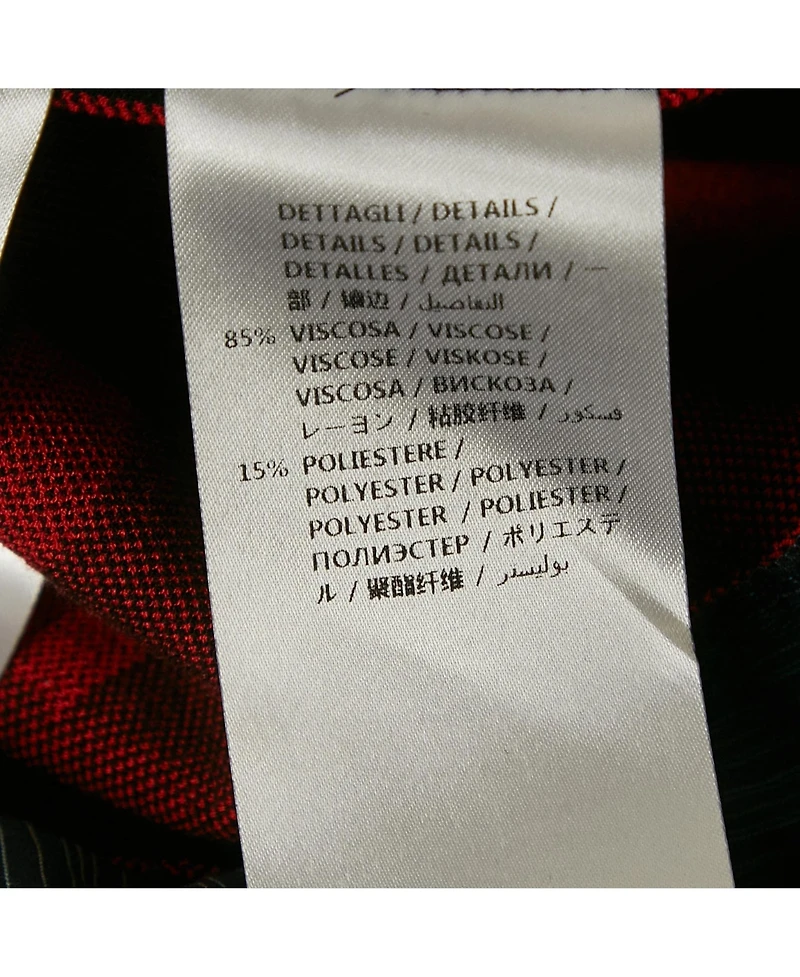 DETTAGLI / DETAILS /
DETAILS / DETAILS /
DETALLES / ДЕТАЛИ / 一
部 / 镶边 / التفاصيل
85% VISCOSA / VISCOSE /
VISCOSE / VISKOSE /
VISCOSA / ВИСКОЗА /
レーヨン / 粘胶纤维 / فسكوز
15% POLIESTERE /
POLYESTER / POLYESTER /
POLYESTER / POLIESTER /
ПОЛИЭСТЕР / ポリエステ
ル / 聚酯纤维 / بوليستر